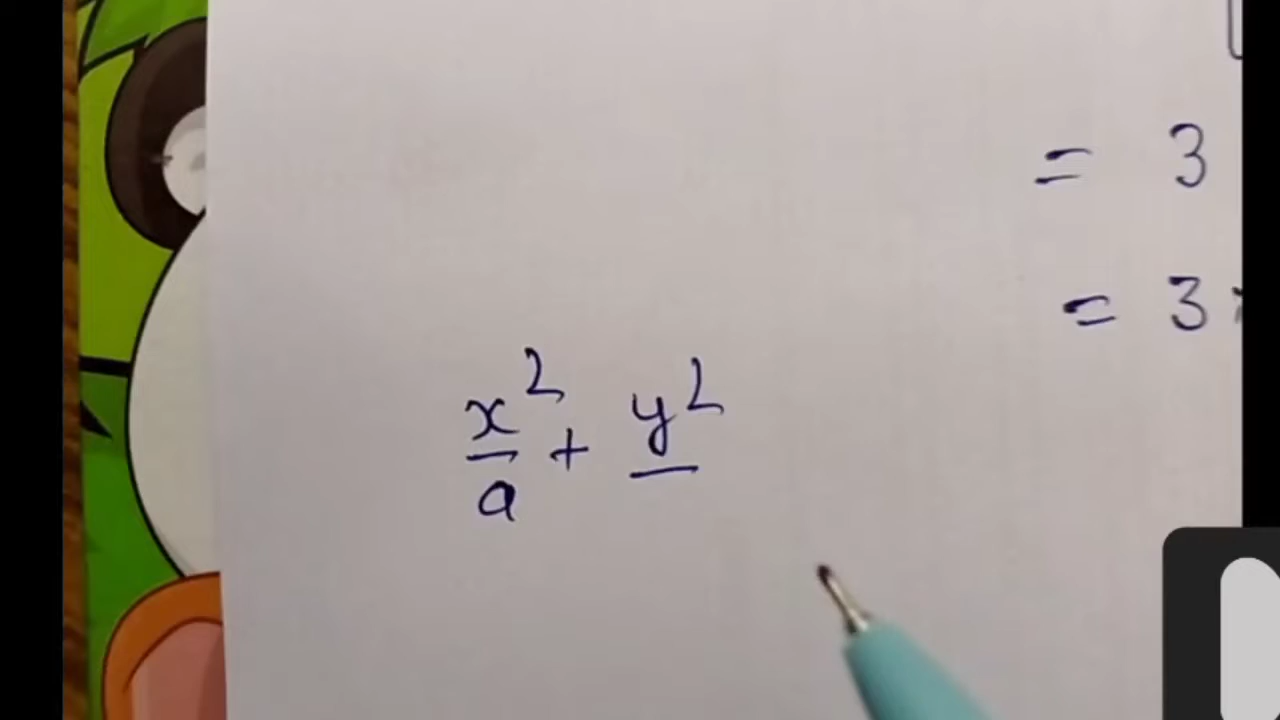 = 3
= 3
x²/a + y²/